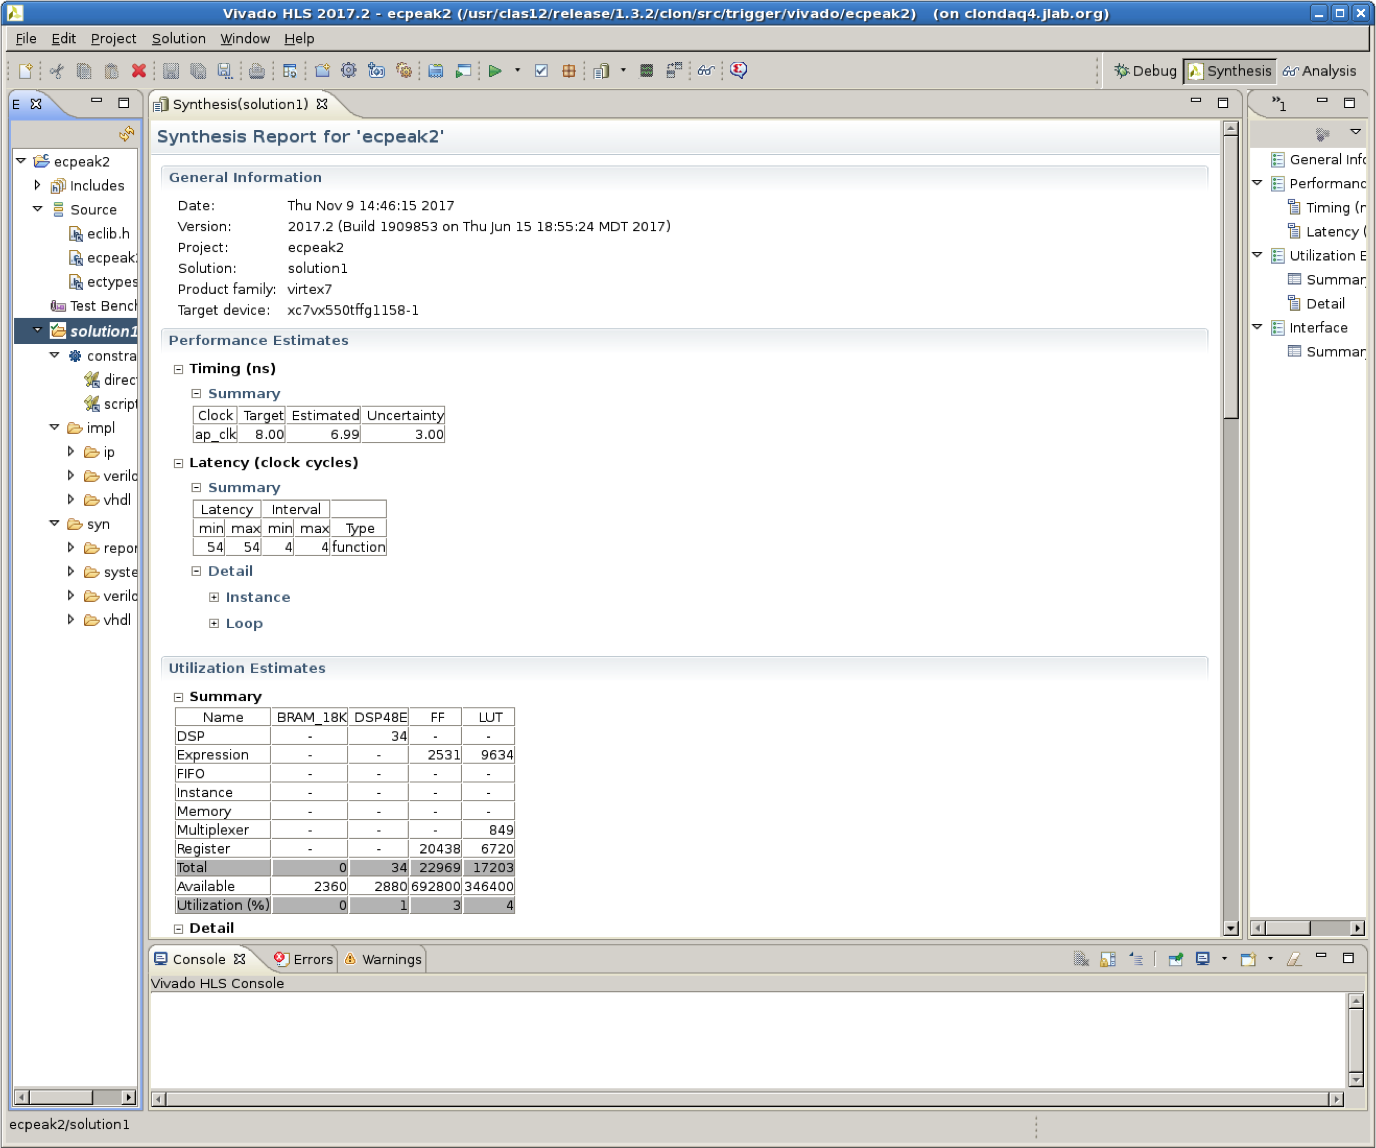 Vivado HLS 2017.2 - ecpeak2 (/usr/clas12/release/1.3.2/clon/src/trigger/vivado/ecpeak2)   (on clondaq4.jlab.org)
File Edit Project Solution Window Help
Debug Synthesis Analysis
E
Synthesis(solution1)
»1
ecpeak2
Includes
Source
eclib.h
ecpeak
ectypes
Test Bench
solution1
constra
direc
script
impl
ip
verilo
vhdl
syn
repor
syste
verilo
vhdl
Synthesis Report for 'ecpeak2'
General Information
Date: Thu Nov 9 14:46:15 2017
Version: 2017.2 (Build 1909853 on Thu Jun 15 18:55:24 MDT 2017)
Project: ecpeak2
Solution: solution1
Product family: virtex7
Target device: xc7vx550tffg1158-1
Performance Estimates
Timing (ns)
Summary
Clock Target Estimated Uncertainty
ap_clk 8.00 6.99 3.00
Latency (clock cycles)
Summary
Latency Interval
min max min max Type
54 54 4 4 function
Detail
Instance
Loop
Utilization Estimates
Summary
Name BRAM_18K DSP48E FF LUT
DSP - 34 - -
Expression - - 2531 9634
FIFO - - - -
Instance - - - -
Memory - - - -
Multiplexer - - - 849
Register - - 20438 6720
Total 0 34 22969 17203
Available 2360 2880 692800 346400
Utilization (%) 0 1 3 4
Detail
General Info
Performanc
Timing (n
Latency (
Utilization E
Summar
Detail
Interface
Summar
Console Errors Warnings
Vivado HLS Console
ecpeak2/solution1